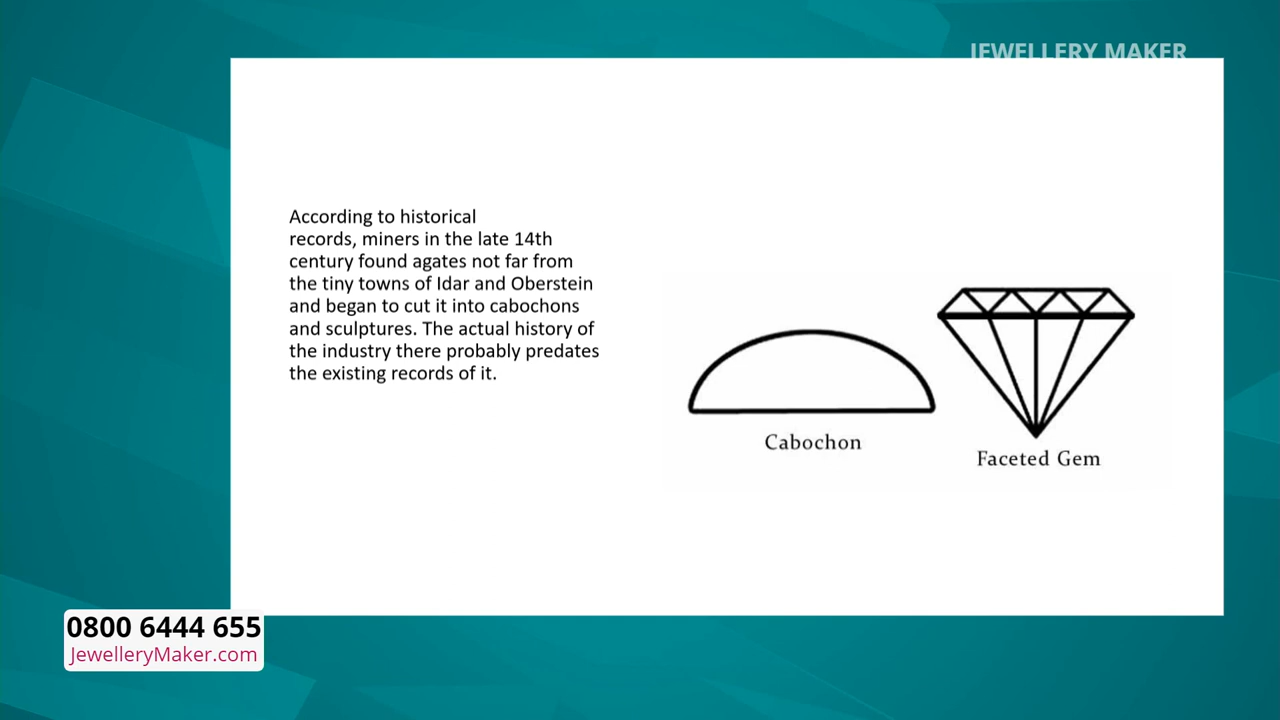 JEWELLERY MAKER
According to historical
records, miners in the late 14th
century found agates not far from
the tiny towns of Idar and Oberstein
and began to cut it into cabochons
and sculptures. The actual history of
the industry there probably predates
the existing records of it.
Cabochon
Faceted Gem
0800 6444 655
JewelleryMaker.com